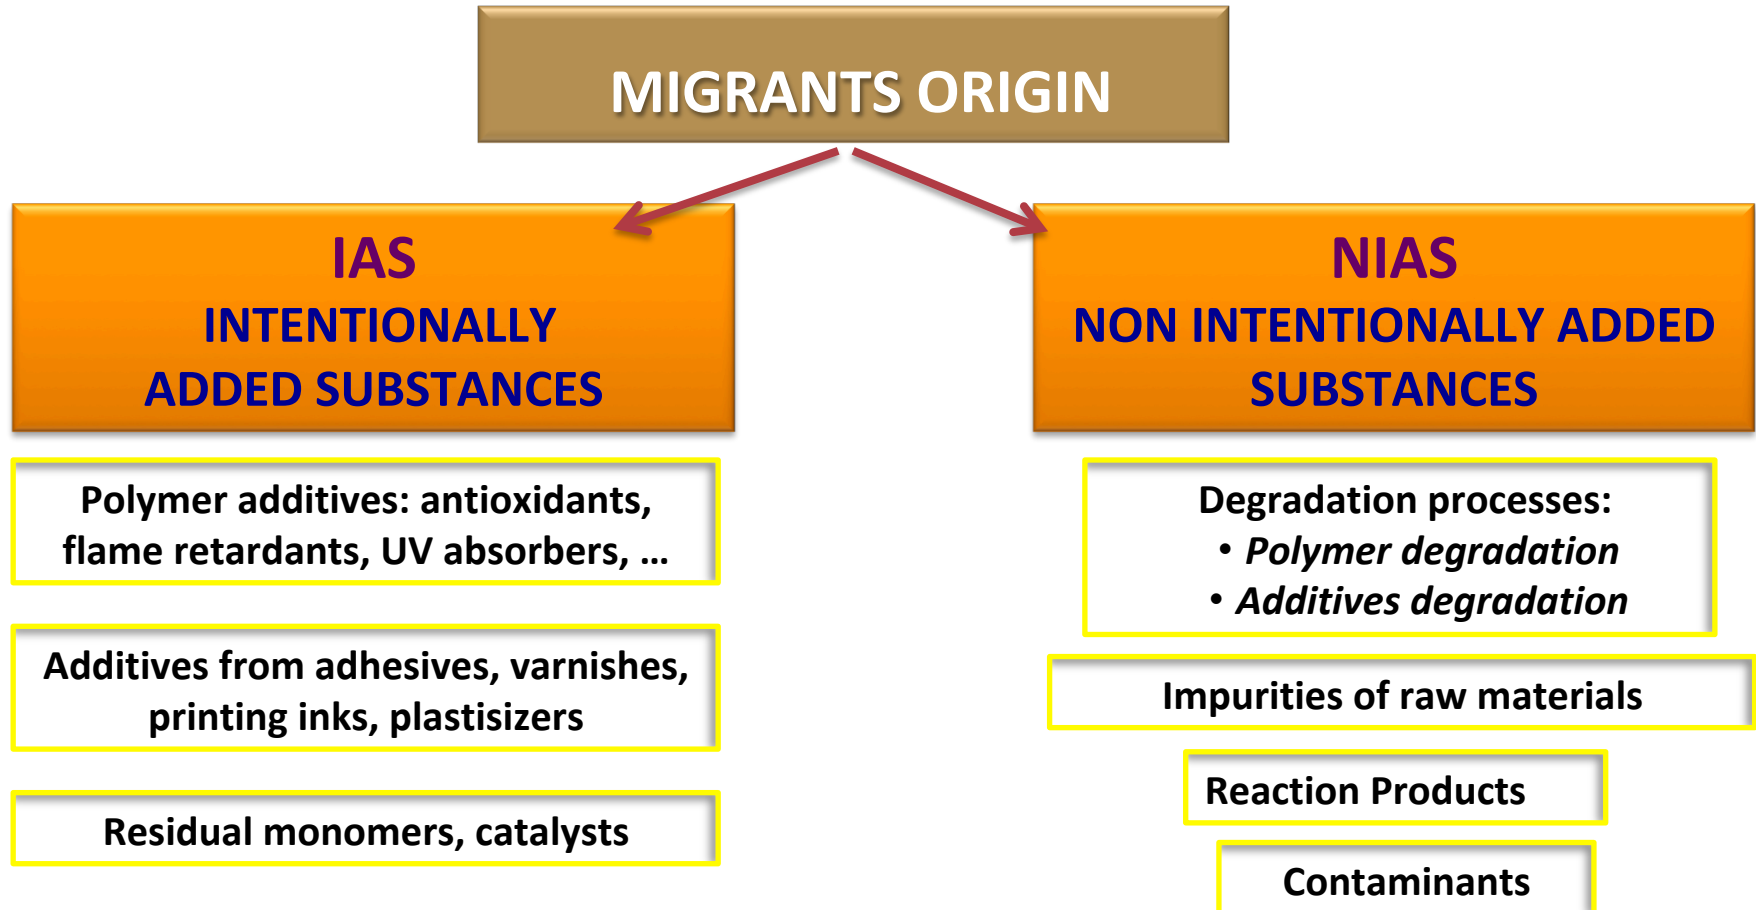 MIGRANTS ORIGIN
IAS
INTENTIONALLY
ADDED SUBSTANCES
Polymer additives: antioxidants,
flame retardants, UV absorbers, ...
Additives from adhesives, varnishes,
printing inks, plastisizers
Residual monomers, catalysts
NIAS
NON INTENTIONALLY ADDED
SUBSTANCES
Degradation processes:
• Polymer degradation
• Additives degradation
Impurities of raw materials
Reaction Products
Contaminants